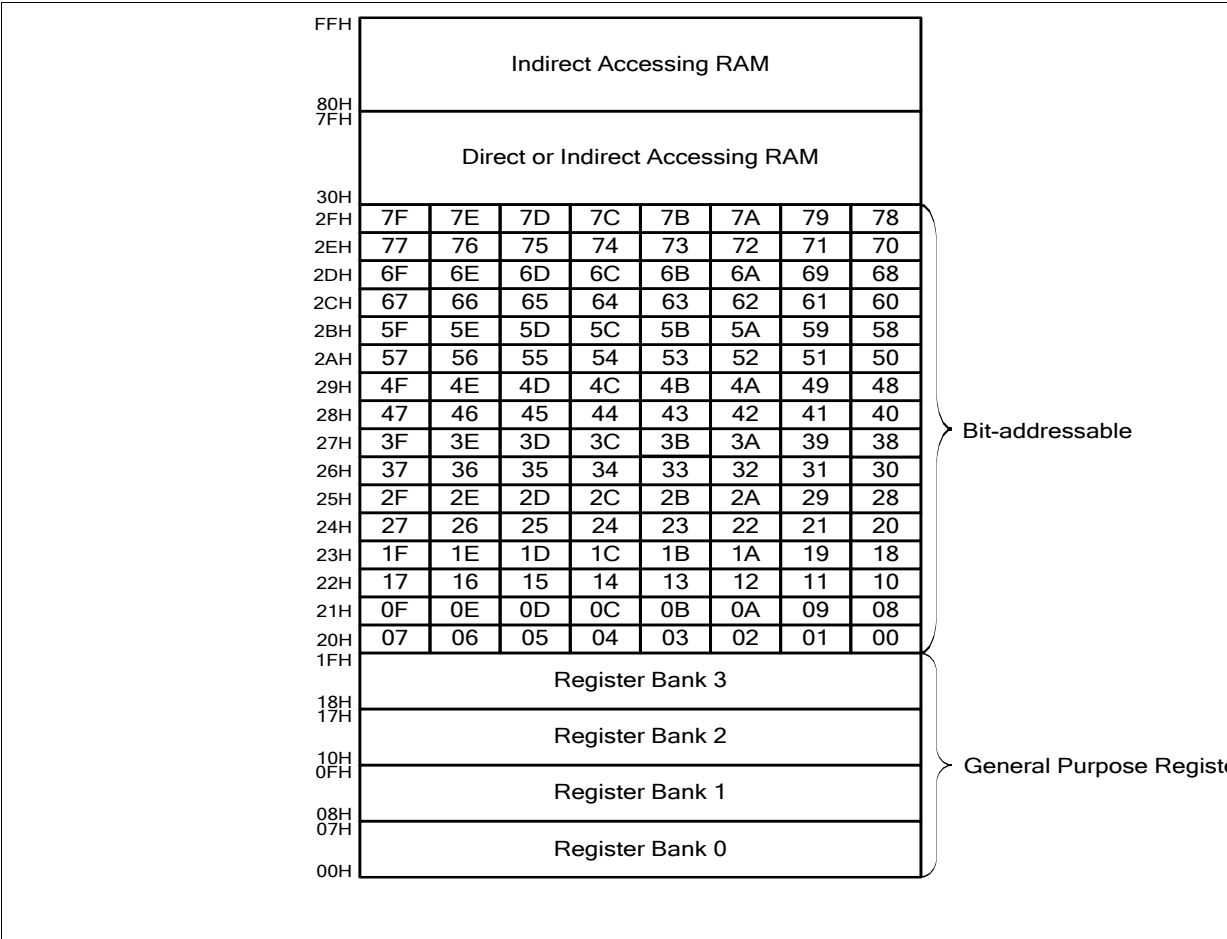 FFH
Indirect Accessing RAM
80H
7FH
Direct or Indirect Accessing RAM
30H
2FH 7F 7E 7D 7C 7B 7A 79 78
2EH 77 76 75 74 73 72 71 70
2DH 6F 6E 6D 6C 6B 6A 69 68
2CH 67 66 65 64 63 62 61 60
2BH 5F 5E 5D 5C 5B 5A 59 58
2AH 57 56 55 54 53 52 51 50
29H 4F 4E 4D 4C 4B 4A 49 48
28H 47 46 45 44 43 42 41 40
Bit-addressable
27H 3F 3E 3D 3C 3B 3A 39 38
26H 37 36 35 34 33 32 31 30
25H 2F 2E 2D 2C 2B 2A 29 28
24H 27 26 25 24 23 22 21 20
23H 1F 1E 1D 1C 1B 1A 19 18
22H 17 16 15 14 13 12 11 10
21H 0F 0E 0D 0C 0B 0A 09 08
20H 07 06 05 04 03 02 01 00
1FH
Register Bank 3
18H
17H
Register Bank 2
10H
0FH
General Purpose Registe
Register Bank 1
08H
07H
Register Bank 0
00H